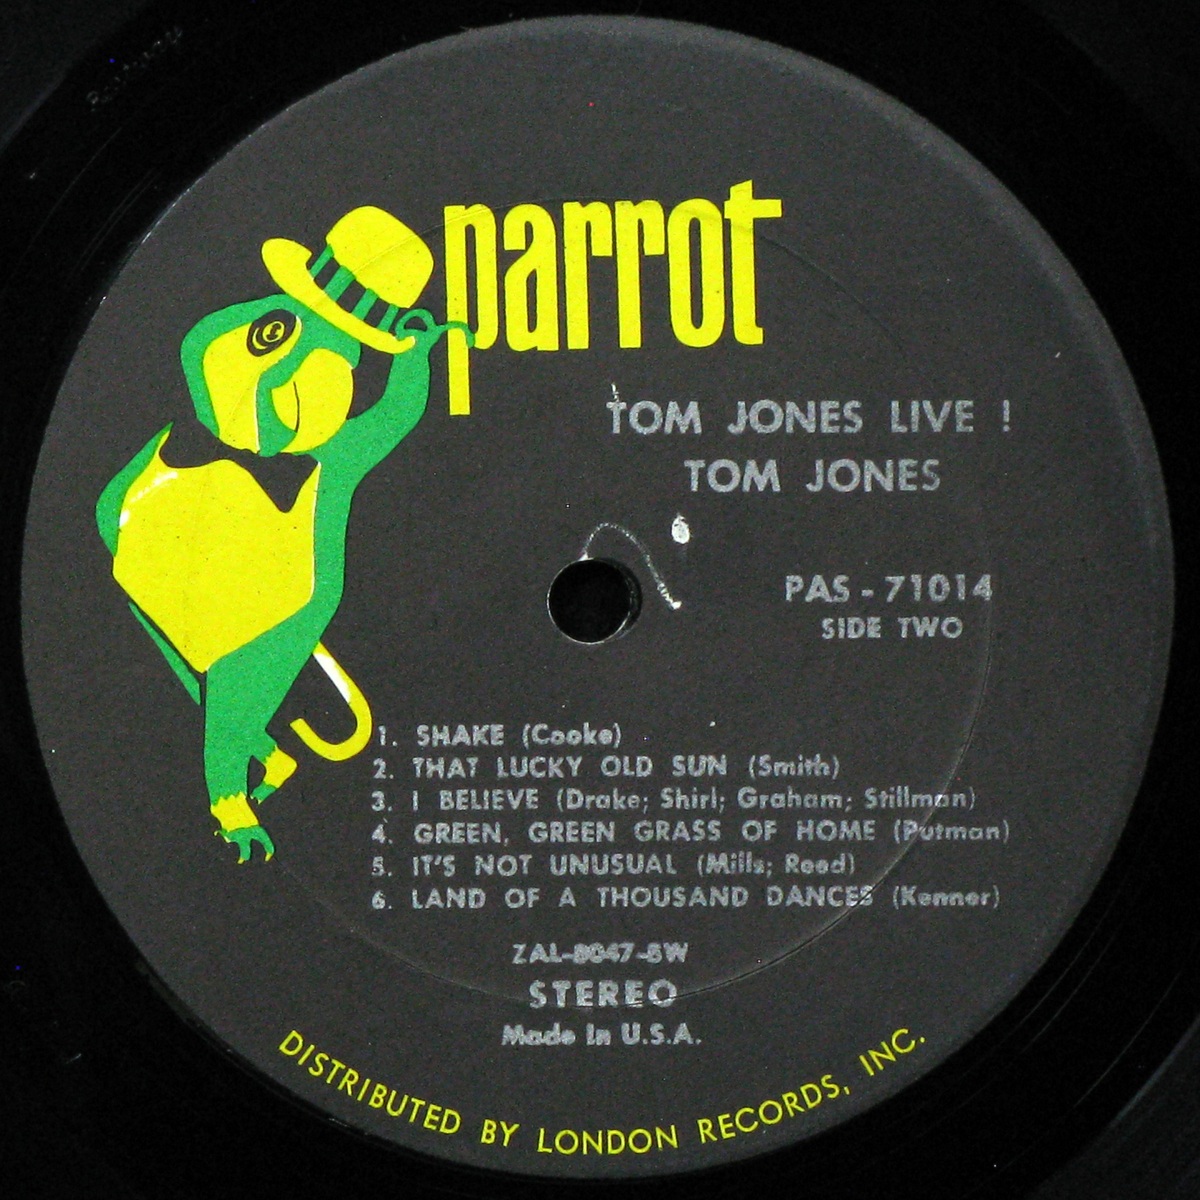 parrot
TOM JONES LIVE !
TOM JONES
PAS - 71014
SIDE TWO
1. SHAKE (Cooke)
2. THAT LUCKY OLD SUN (Smith)
3. I BELIEVE (Drake; Shirl; Graham; Stillman)
4. GREEN, GREEN GRASS OF HOME (Putman)
5. IT'S NOT UNUSUAL (Mills; Reed)
6. LAND OF A THOUSAND DANCES (Kenner)
STEREO
Made in U.S.A.
DISTRIBUTED BY LONDON RECORDS, INC.